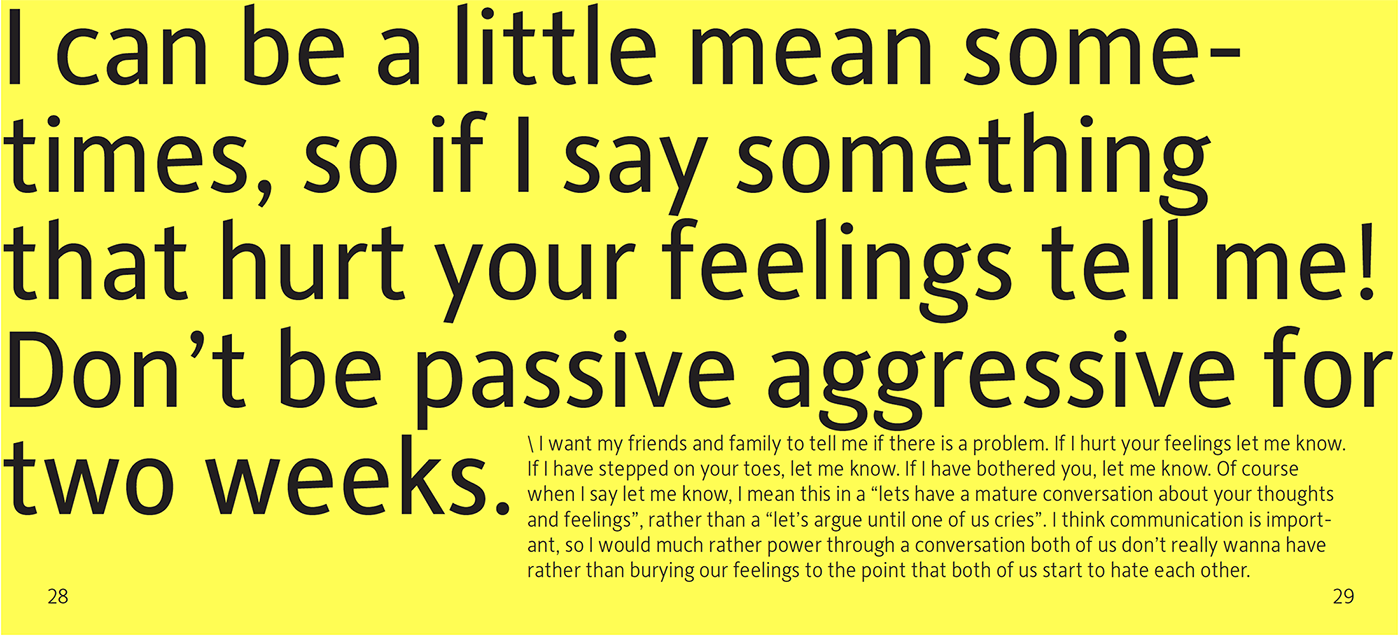 I can be a little mean some-
times, so if I say something
that hurt your feelings tell me!
Don’t be passive aggressive for
two weeks.
\ I want my friends and family to tell me if there is a problem. If I hurt your feelings let me know.
If I have stepped on your toes, let me know. If I have bothered you, let me know. Of course
when I say let me know, I mean this in a “lets have a mature conversation about your thoughts
and feelings”, rather than a “let’s argue until one of us cries”. I think communication is import-
ant, so I would much rather power through a conversation both of us don’t really wanna have
rather than burying our feelings to the point that both of us start to hate each other.
28
29